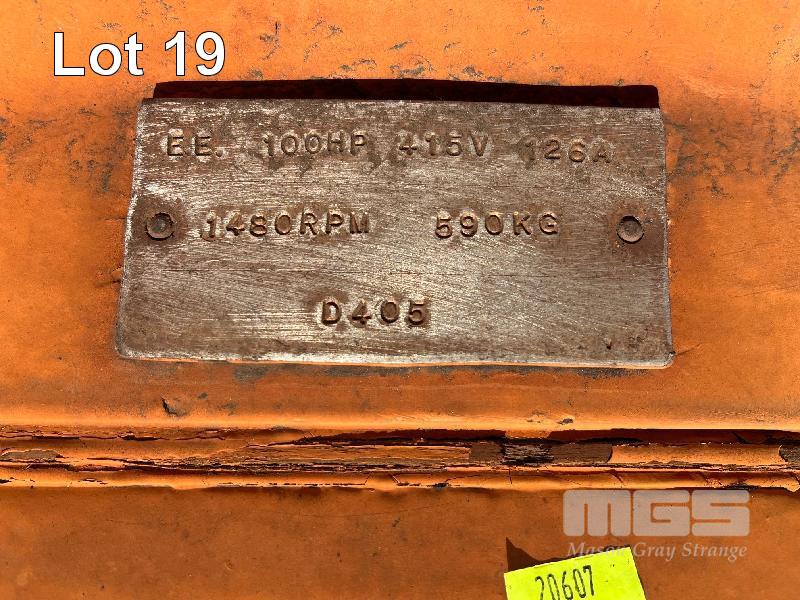 Lot 19
E.E. 100HP 415V 126A
1480RPM 590KG
D405
MGS
Mason Gray Strange
20607